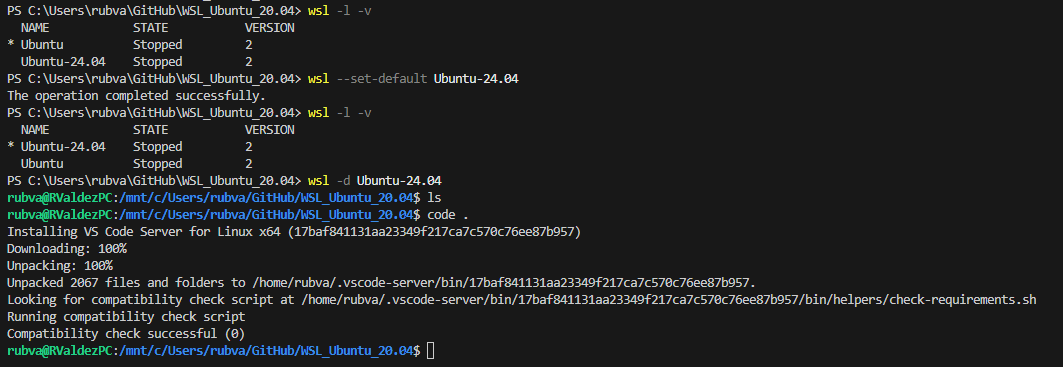 PS C:\Users\rubva\GitHub\WSL_Ubuntu_20.04> wsl -l -v
  NAME            STATE           VERSION
* Ubuntu          Stopped         2
  Ubuntu-24.04    Stopped         2
PS C:\Users\rubva\GitHub\WSL_Ubuntu_20.04> wsl --set-default Ubuntu-24.04
The operation completed successfully.
PS C:\Users\rubva\GitHub\WSL_Ubuntu_20.04> wsl -l -v
  NAME            STATE           VERSION
* Ubuntu-24.04    Stopped         2
  Ubuntu          Stopped         2
PS C:\Users\rubva\GitHub\WSL_Ubuntu_20.04> wsl -d Ubuntu-24.04
rubva@RValdezPC:/mnt/c/Users/rubva/GitHub/WSL_Ubuntu_20.04$ ls
rubva@RValdezPC:/mnt/c/Users/rubva/GitHub/WSL_Ubuntu_20.04$ code .
Installing VS Code Server for Linux x64 (17baf841131aa23349f217ca7c570c76ee87b957)
Downloading: 100%
Unpacking: 100%
Unpacked 2067 files and folders to /home/rubva/.vscode-server/bin/17baf841131aa23349f217ca7c570c76ee87b957.
Looking for compatibility check script at /home/rubva/.vscode-server/bin/17baf841131aa23349f217ca7c570c76ee87b957/bin/helpers/check-requirements.sh
Running compatibility check script
Compatibility check successful (0)
rubva@RValdezPC:/mnt/c/Users/rubva/GitHub/WSL_Ubuntu_20.04$